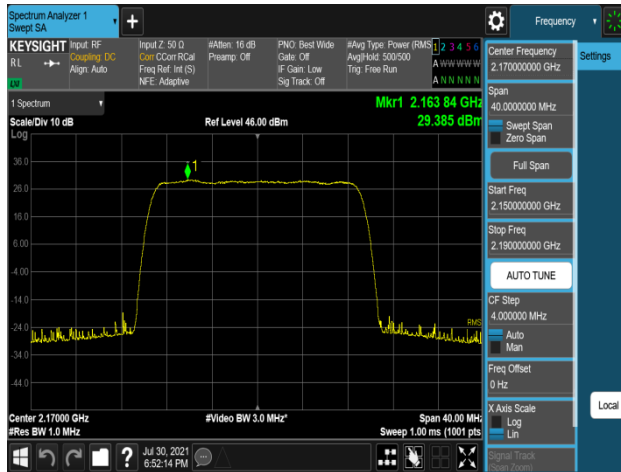 Spectrum Analyzer 1
Swept SA
Frequency
KEYSIGHT
Input: RF
Coupling: DC
Align: Auto
Input Z: 50 Ω
Corr CCorr RCal
Freq Ref: Int (S)
NFE: Adaptive
#Atten: 16 dB
Preamp: Off
PNO: Best Wide
Gate: Off
IF Gain: Low
Sig Track: Off
#Avg Type: Power (RMS
Avg|Hold: 500/500
Trig: Free Run
1 2 3 4 5 6
A W W W W W
A N N N N N
RL
LXI
1 Spectrum
Scale/Div 10 dB
Log
Ref Level 46.00 dBm
Mkr1 2.163 84 GHz
29.385 dBm
1
36.0
26.0
16.0
6.00
-4.00
-14.0
-24.0
-34.0
-44.0
RMS
Center 2.17000 GHz
#Res BW 1.0 MHz
#Video BW 3.0 MHz*
Span 40.00 MHz
Sweep 1.00 ms (1001 pts)
Jul 30, 2021
6:52:14 PM
Center Frequency
2.170000000 GHz
Span
40.0000000 MHz
Swept Span
Zero Span
Full Span
Start Freq
2.150000000 GHz
Stop Freq
2.190000000 GHz
AUTO TUNE
CF Step
4.000000 MHz
Auto
Man
Freq Offset
0 Hz
X Axis Scale
Log
Lin
Signal Track
(Span Zoom)
Settings
Local